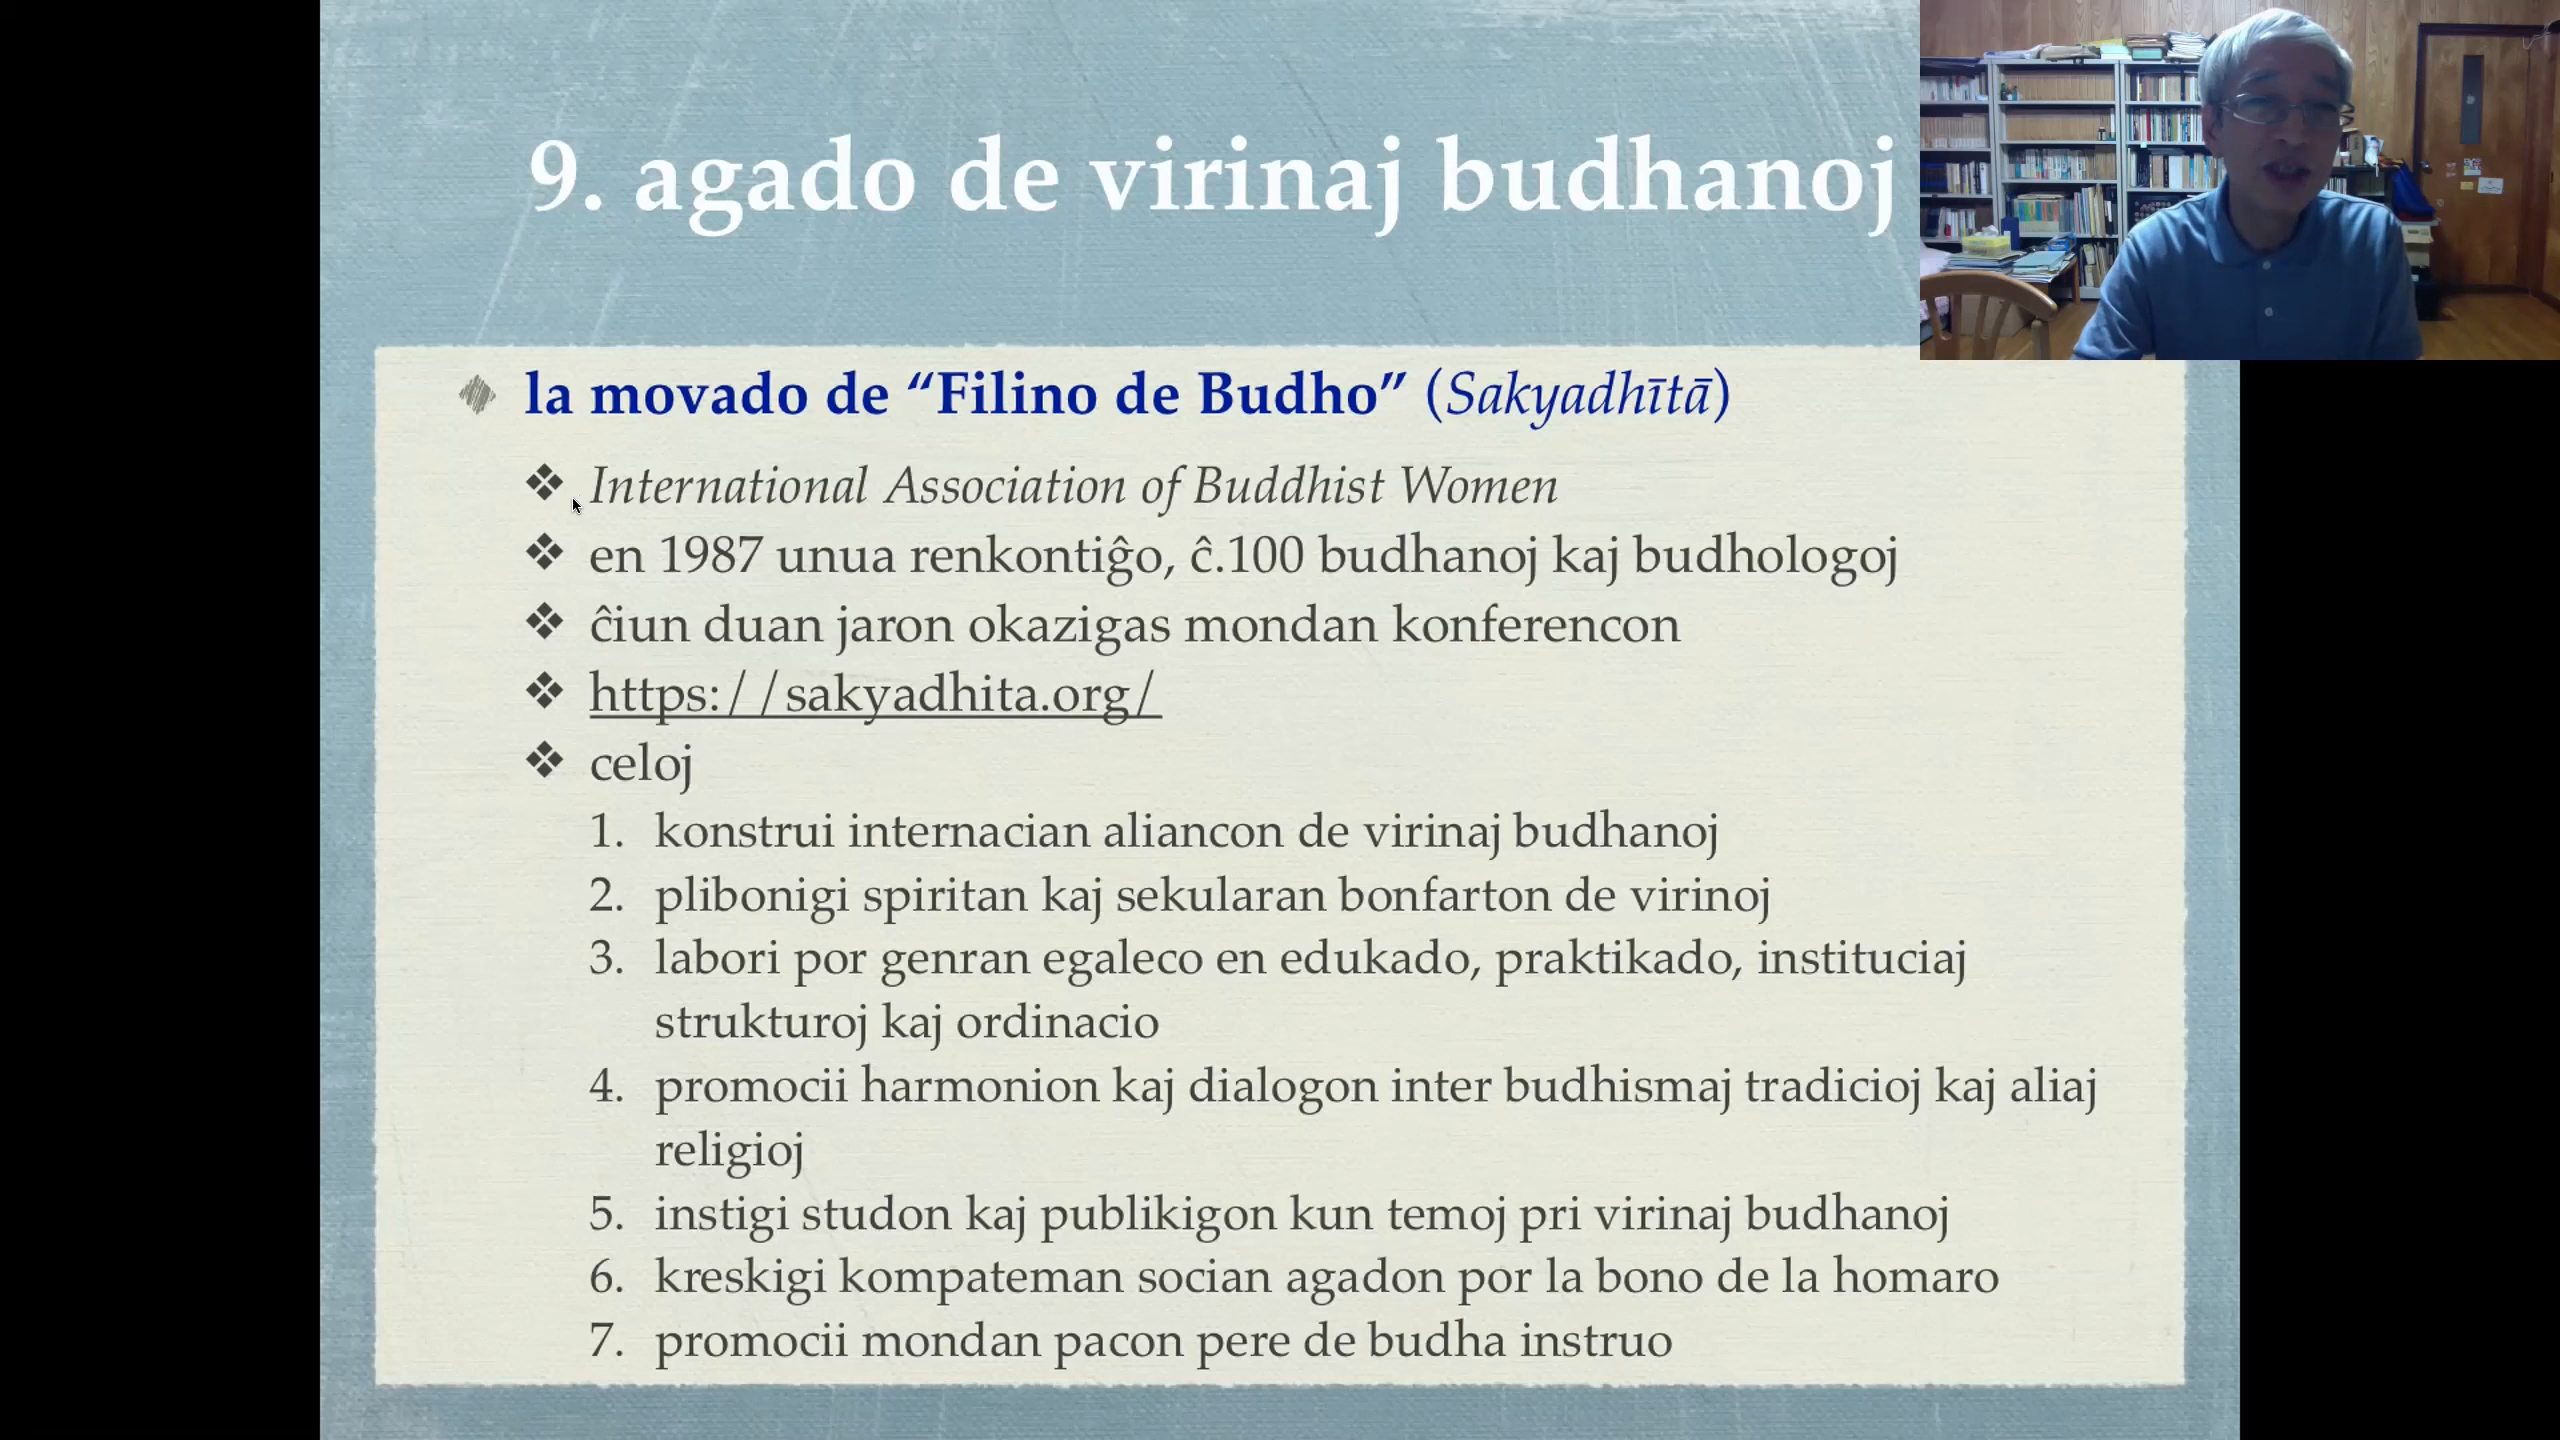 9. agado de virinaj budhanoj
la movado de “Filino de Budho” (Sakyadhītā)
International Association of Buddhist Women
en 1987 unua renkontiĝo, ĉ.100 budhanoj kaj budhologoj
ĉiun duan jaron okazigas mondan konferencon
https://sakyadhita.org/
celoj
1. konstrui internacian aliancon de virinaj budhanoj
2. plibonigi spiritan kaj sekularan bonfarton de virinoj
3. labori por genran egaleco en edukado, praktikado, instituciaj
strukturoj kaj ordinacio
4. promocii harmonion kaj dialogon inter budhismaj tradicioj kaj aliaj
religioj
5. instigi studon kaj publikigon kun temoj pri virinaj budhanoj
6. kreskigi kompateman socian agadon por la bono de la homaro
7. promocii mondan pacon pere de budha instruo